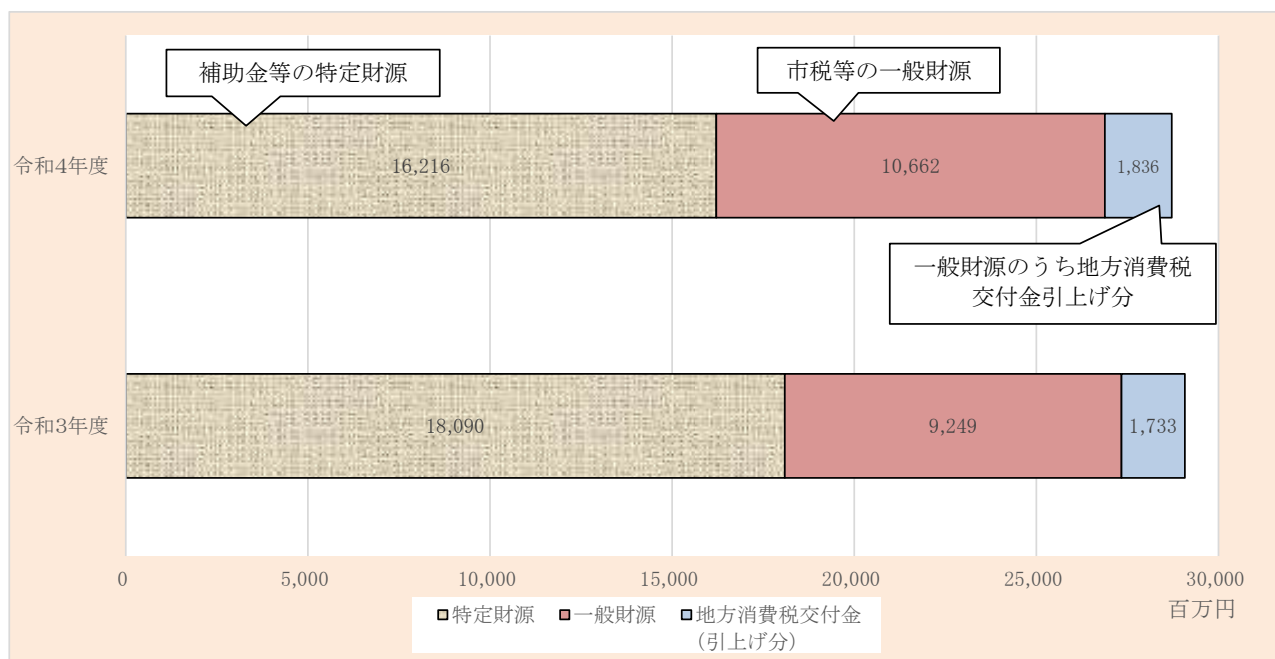 補助金等の特定財源
市税等の一般財源
令和4年度
16,216
10,662
1,836
一般財源のうち地方消費税
交付金引上げ分
令和3年度
18,090
9,249
1,733
0
5,000
10,000
15,000
20,000
25,000
30,000
百万円
特定財源
一般財源
地方消費税交付金
(引上げ分)